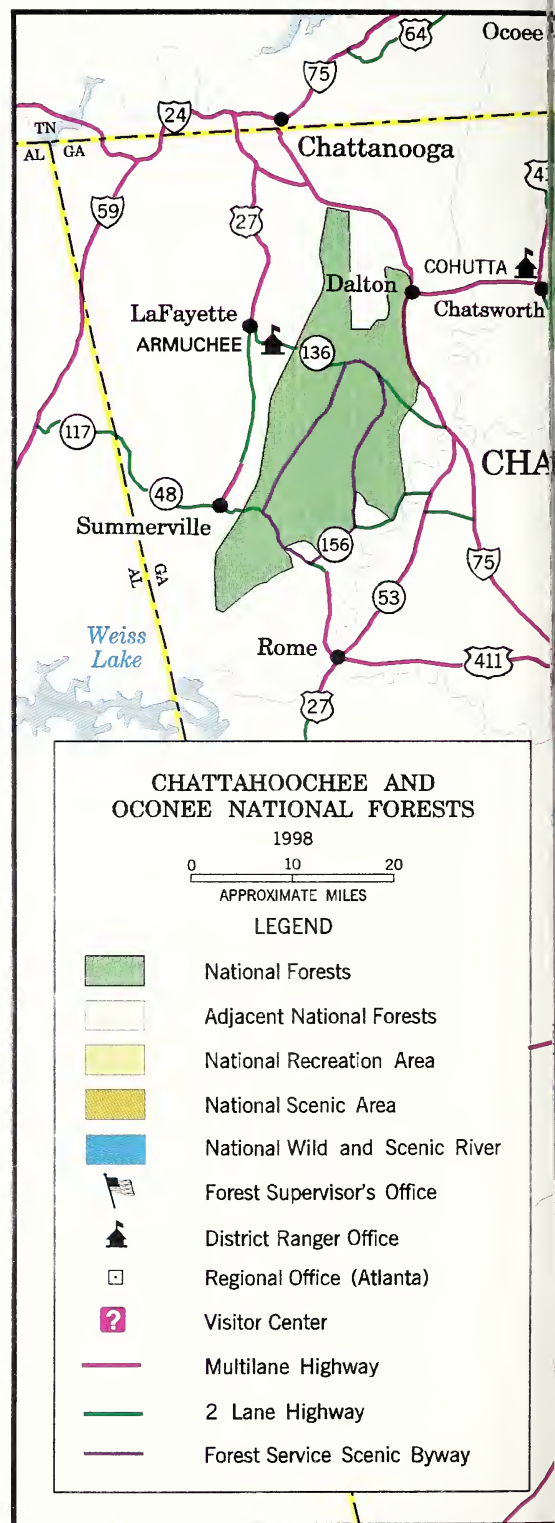 64
Ocoee
75
24
TN
AL
GA
Chattanooga
59
27
41
COHUTTA
Dalton
Chatsworth
LaFayette
ARMUCHEE
136
117
CHA
48
Summerville
156
GA
AL
75
53
Weiss
Lake
Rome
411
27
CHATTAHOOCHEE AND
OCONEE NATIONAL FORESTS
1998
0 10 20
APPROXIMATE MILES
LEGEND
National Forests
Adjacent National Forests
National Recreation Area
National Scenic Area
National Wild and Scenic River
Forest Supervisor's Office
District Ranger Office
Regional Office (Atlanta)
?
Visitor Center
Multilane Highway
2 Lane Highway
Forest Service Scenic Byway